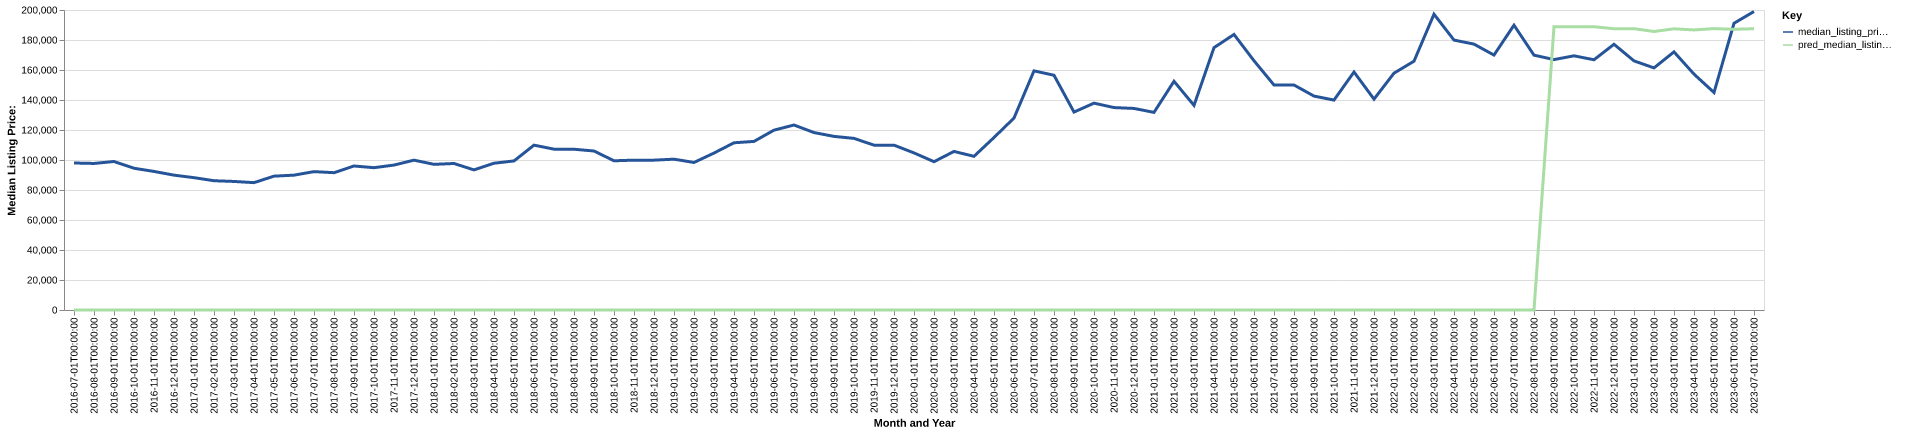 200,000
180,000
160,000
140,000
120,000
100,000
80,000
60,000
40,000
20,000
0
Median Listing Price:
2016-07-01T00:00:00
2016-08-01T00:00:00
2016-09-01T00:00:00
2016-10-01T00:00:00
2016-11-01T00:00:00
2016-12-01T00:00:00
2017-01-01T00:00:00
2017-02-01T00:00:00
2017-03-01T00:00:00
2017-04-01T00:00:00
2017-05-01T00:00:00
2017-06-01T00:00:00
2017-07-01T00:00:00
2017-08-01T00:00:00
2017-09-01T00:00:00
2017-10-01T00:00:00
2017-11-01T00:00:00
2017-12-01T00:00:00
2018-01-01T00:00:00
2018-02-01T00:00:00
2018-03-01T00:00:00
2018-04-01T00:00:00
2018-05-01T00:00:00
2018-06-01T00:00:00
2018-07-01T00:00:00
2018-08-01T00:00:00
2018-09-01T00:00:00
2018-10-01T00:00:00
2018-11-01T00:00:00
2018-12-01T00:00:00
2019-01-01T00:00:00
2019-02-01T00:00:00
2019-03-01T00:00:00
2019-04-01T00:00:00
2019-05-01T00:00:00
2019-06-01T00:00:00
2019-07-01T00:00:00
2019-08-01T00:00:00
2019-09-01T00:00:00
2019-10-01T00:00:00
2019-11-01T00:00:00
2019-12-01T00:00:00
2020-01-01T00:00:00
2020-02-01T00:00:00
2020-03-01T00:00:00
2020-04-01T00:00:00
2020-05-01T00:00:00
2020-06-01T00:00:00
2020-07-01T00:00:00
2020-08-01T00:00:00
2020-09-01T00:00:00
2020-10-01T00:00:00
2020-11-01T00:00:00
2020-12-01T00:00:00
2021-01-01T00:00:00
2021-02-01T00:00:00
2021-03-01T00:00:00
2021-04-01T00:00:00
2021-05-01T00:00:00
2021-06-01T00:00:00
2021-07-01T00:00:00
2021-08-01T00:00:00
2021-09-01T00:00:00
2021-10-01T00:00:00
2021-11-01T00:00:00
2021-12-01T00:00:00
2022-01-01T00:00:00
2022-02-01T00:00:00
2022-03-01T00:00:00
2022-04-01T00:00:00
2022-05-01T00:00:00
2022-06-01T00:00:00
2022-07-01T00:00:00
2022-08-01T00:00:00
2022-09-01T00:00:00
2022-10-01T00:00:00
2022-11-01T00:00:00
2022-12-01T00:00:00
2023-01-01T00:00:00
2023-02-01T00:00:00
2023-03-01T00:00:00
2023-04-01T00:00:00
2023-05-01T00:00:00
2023-06-01T00:00:00
2023-07-01T00:00:00
Month and Year
Key
median_listing_pri…
pred_median_listin…